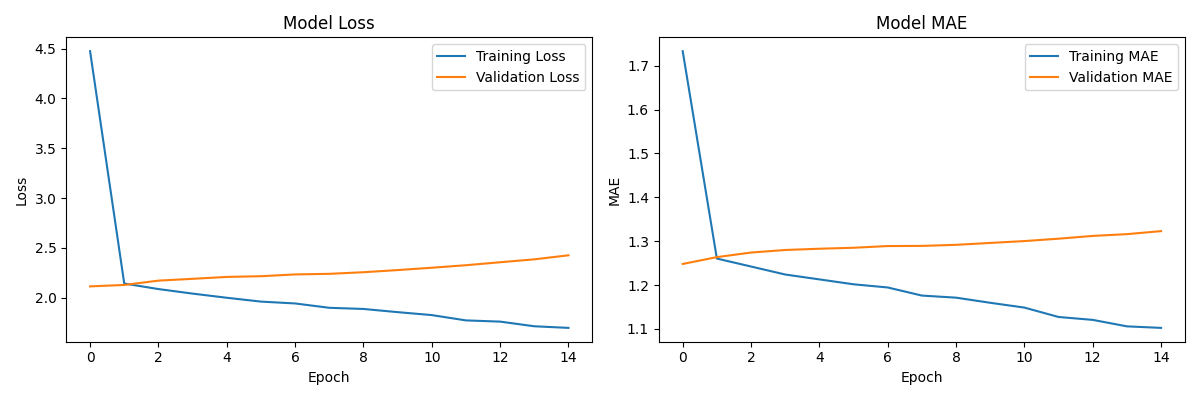 Model Loss
4.5
4.0
3.5
3.0
2.5
2.0
Loss
0 2 4 6 8 10 12 14
Epoch
Training Loss
Validation Loss
Model MAE
1.7
1.6
1.5
1.4
1.3
1.2
1.1
MAE
0 2 4 6 8 10 12 14
Epoch
Training MAE
Validation MAE